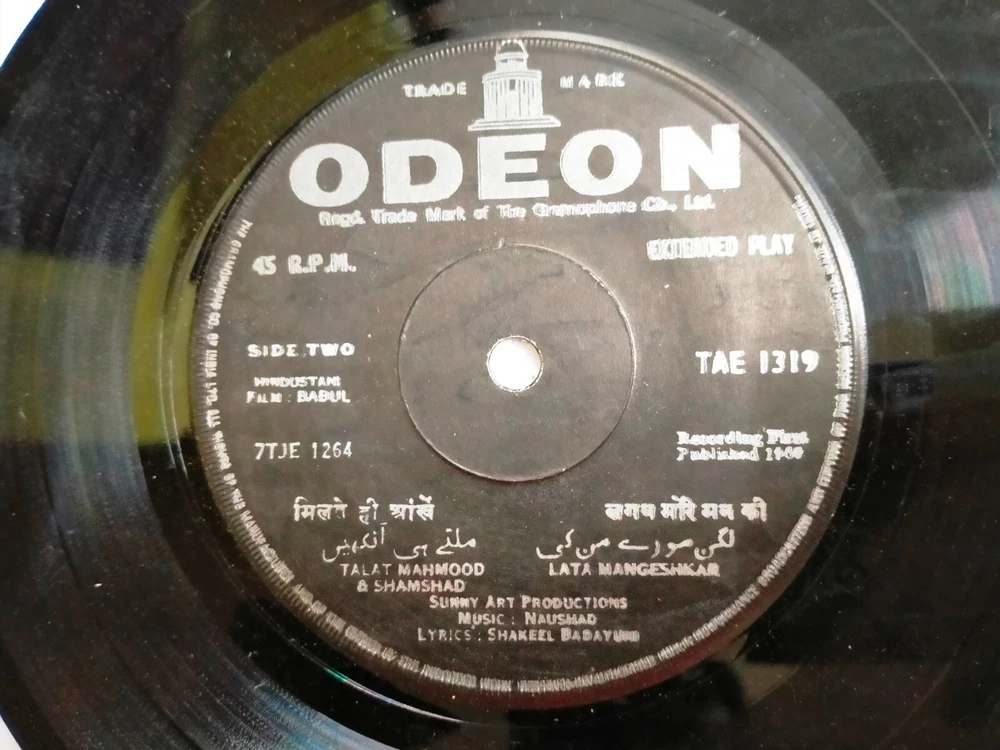 TRADE MARK
ODEON
Regd. Trade Mark of The Gramophone Co., Ltd.
45 R.P.M.
EXTENDED PLAY
SIDE TWO
TAE 1319
HINDUSTANI
FILM : BABUL
7TJE 1264
Recording First
Published
मिलते ही आंखें
लगन मोरे मन की
ملتے ہی آنکھیں
لگن مورے من کی
TALAT MAHMOOD
& SHAMSHAD
LATA MANGESHKAR
SUNNY ART PRODUCTIONS
MUSIC : NAUSHAD
LYRICS : SHAKEEL BADAYUNI